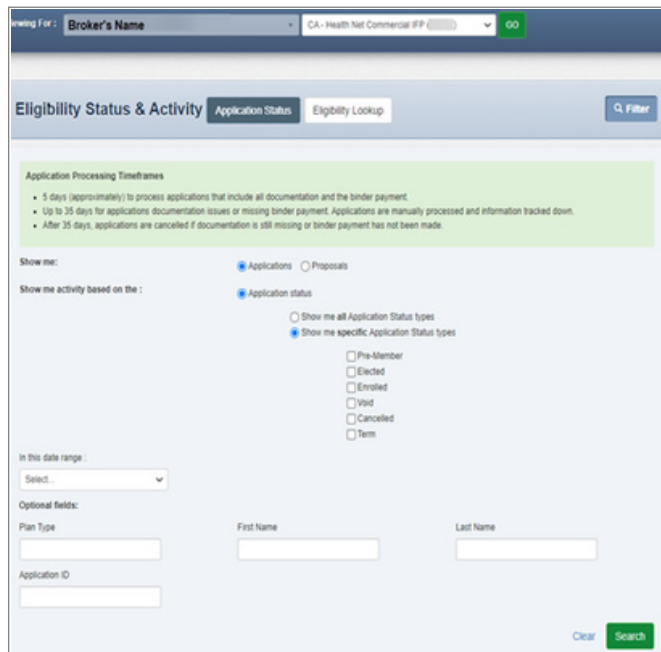 Viewing For : Broker's Name CA - Health Net Commercial IFP ( ) GO
Eligibility Status & Activity Application Status Eligibility Lookup Filter
Application Processing Timeframes
5 days (approximately) to process applications that include all documentation and the binder payment.
Up to 35 days for applications documentation issues or missing binder payment. Applications are manually processed and information tracked down.
After 35 days, applications are cancelled if documentation is still missing or binder payment has not been made.
Show me: Applications Proposals
Show me activity based on the : Application status
Show me all Application Status types
Show me specific Application Status types
Pre-Member
Elected
Enrolled
Void
Cancelled
Term
In this date range :
Select...
Optional fields:
Plan Type First Name Last Name
Application ID
Clear Search